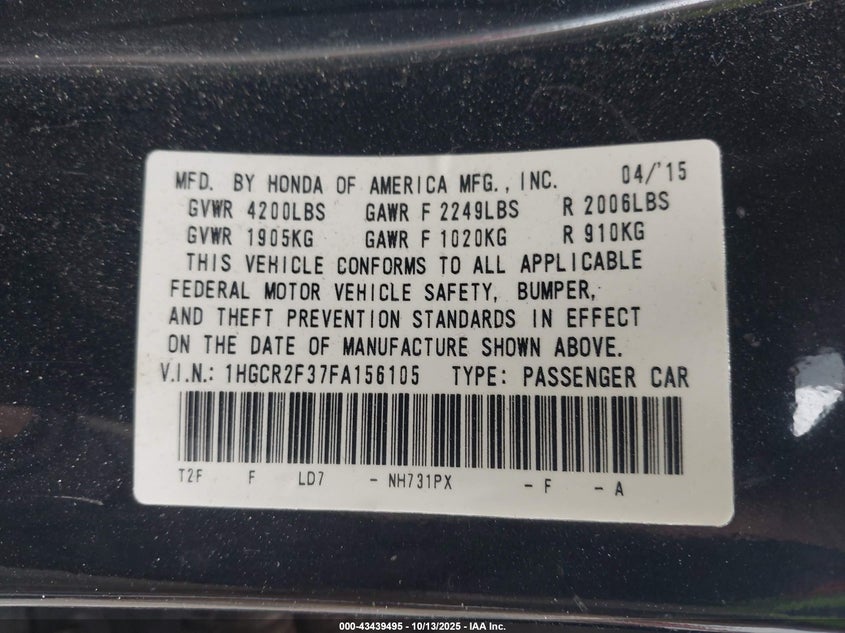 MFD. BY HONDA OF AMERICA MFG., INC. 04/'15
GVWR 4200LBS GAWR F 2249LBS R 2006LBS
GVWR 1905KG GAWR F 1020KG R 910KG
THIS VEHICLE CONFORMS TO ALL APPLICABLE
FEDERAL MOTOR VEHICLE SAFETY, BUMPER,
AND THEFT PREVENTION STANDARDS IN EFFECT
ON THE DATE OF MANUFACTURE SHOWN ABOVE.
V.I.N.: 1HGCR2F37FA156105 TYPE: PASSENGER CAR
T2F F LD7 - NH731PX - F - A
000-43439495 - 10/13/2025 - IAA Inc.